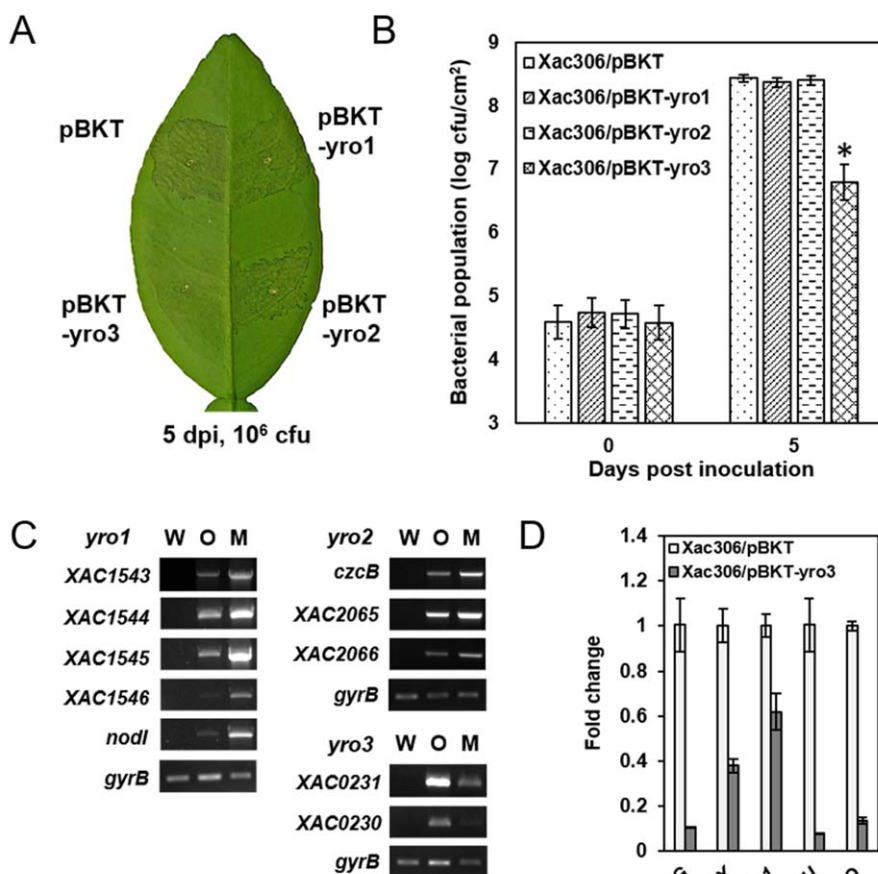 A
pBKT
pBKT
-yro1
pBKT
-yro3
pBKT
-yro2
5 dpi, 10⁶ cfu
B
Bacterial population (log cfu/cm²)
9
8
7
6
5
4
3
Xac306/pBKT
Xac306/pBKT-yro1
Xac306/pBKT-yro2
Xac306/pBKT-yro3
*
0
5
Days post inoculation
C
yro1 W O M
XAC1543
XAC1544
XAC1545
XAC1546
nodI
gyrB
yro2 W O M
czcB
XAC2065
XAC2066
gyrB
yro3 W O M
XAC0231
XAC0230
gyrB
D
Fold change
1.4
1.2
1
0.8
0.6
0.4
0.2
0
Xac306/pBKT
Xac306/pBKT-yro3